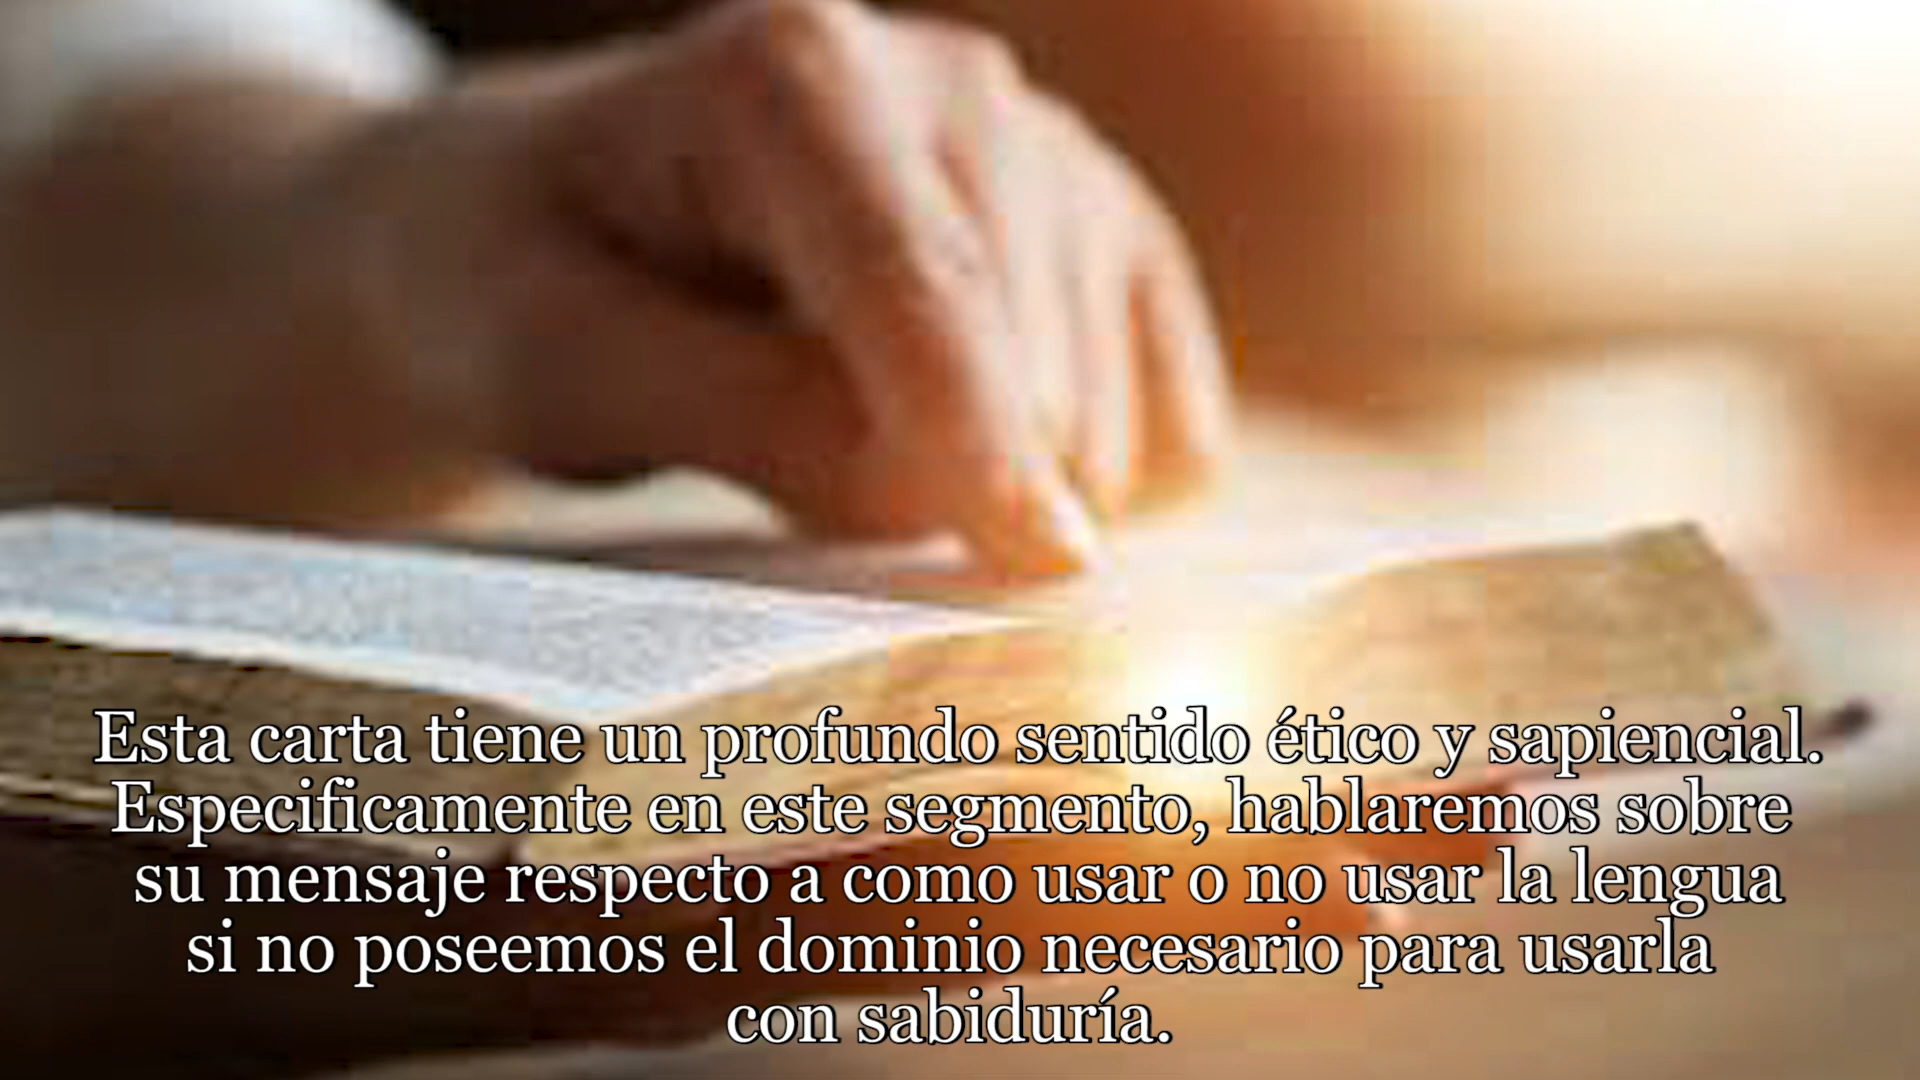 Esta carta tiene un profundo sentido ético y sapiencial.
Especificamente en este segmento, hablaremos sobre
su mensaje respecto a como usar o no usar la lengua
si no poseemos el dominio necesario para usarla
con sabiduría.